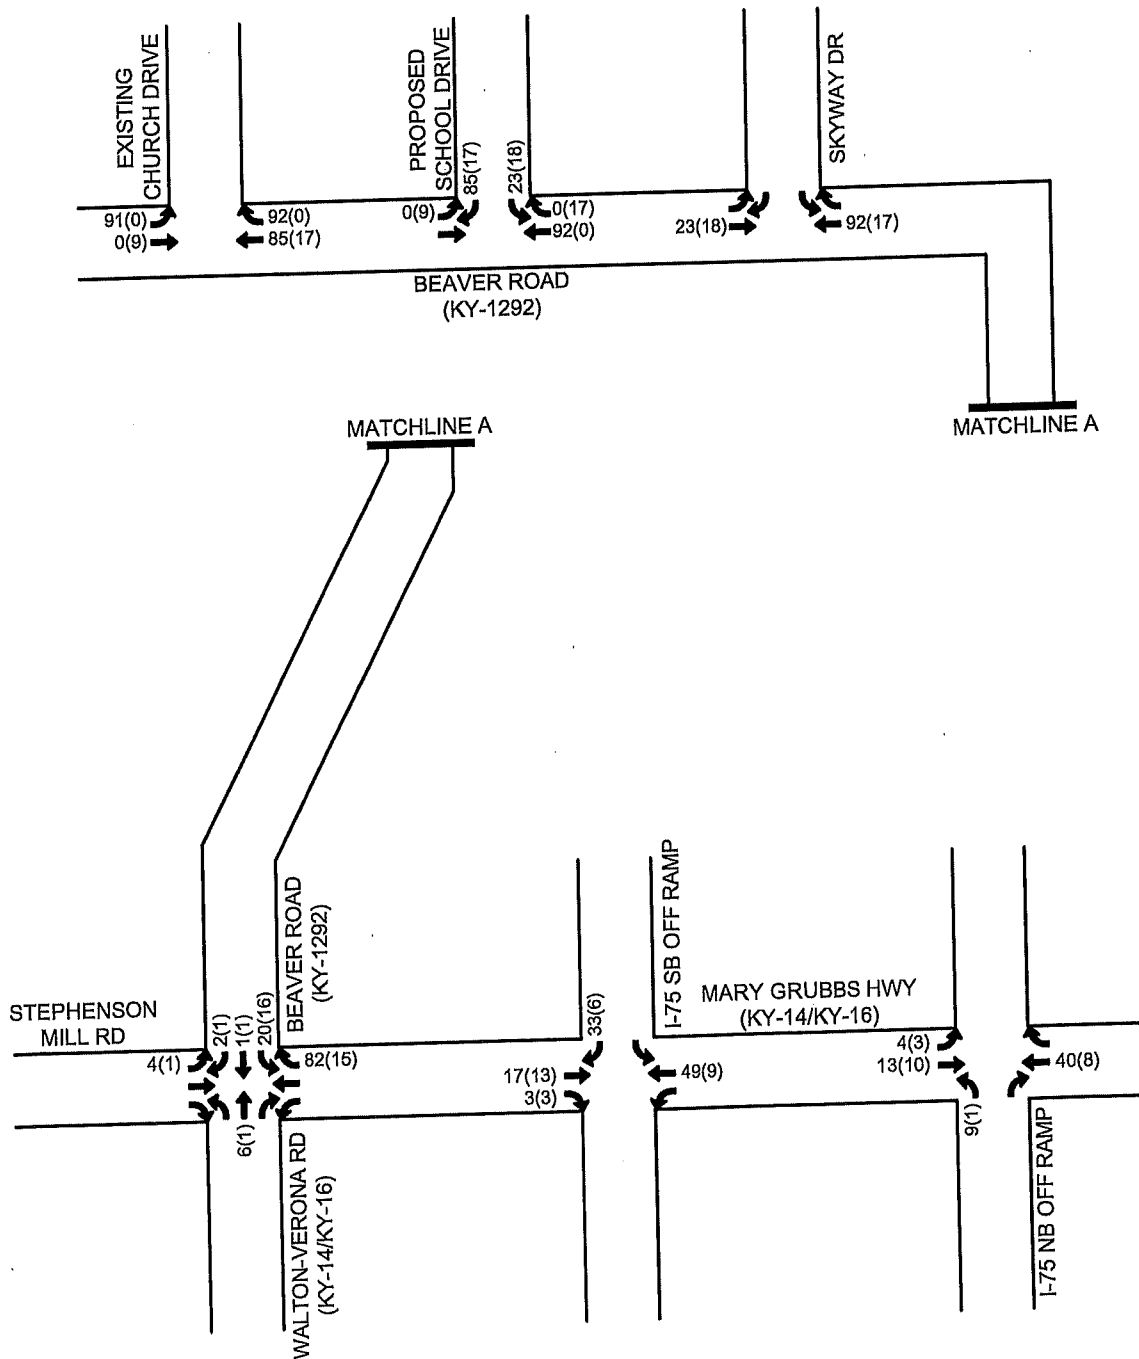 EXISTING
CHURCH DRIVE
PROPOSED
SCHOOL DRIVE
SKYWAY DR
85(17)
23(18)
91(0)
0(9)
92(0)
85(17)
0(9)
0(17)
92(0)
23(18)
92(17)
BEAVER ROAD
(KY-1292)
MATCHLINE A
MATCHLINE A
STEPHENSON
MILL RD
BEAVER ROAD
(KY-1292)
I-75 SB OFF RAMP
MARY GRUBBS HWY
(KY-14/KY-16)
4(1)
2(1)
1(1)
20(16)
82(15)
6(1)
WALTON-VERONA RD
(KY-14/KY-16)
33(6)
17(13)
3(3)
49(9)
4(3)
13(10)
40(8)
9(1)
I-75 NB OFF RAMP